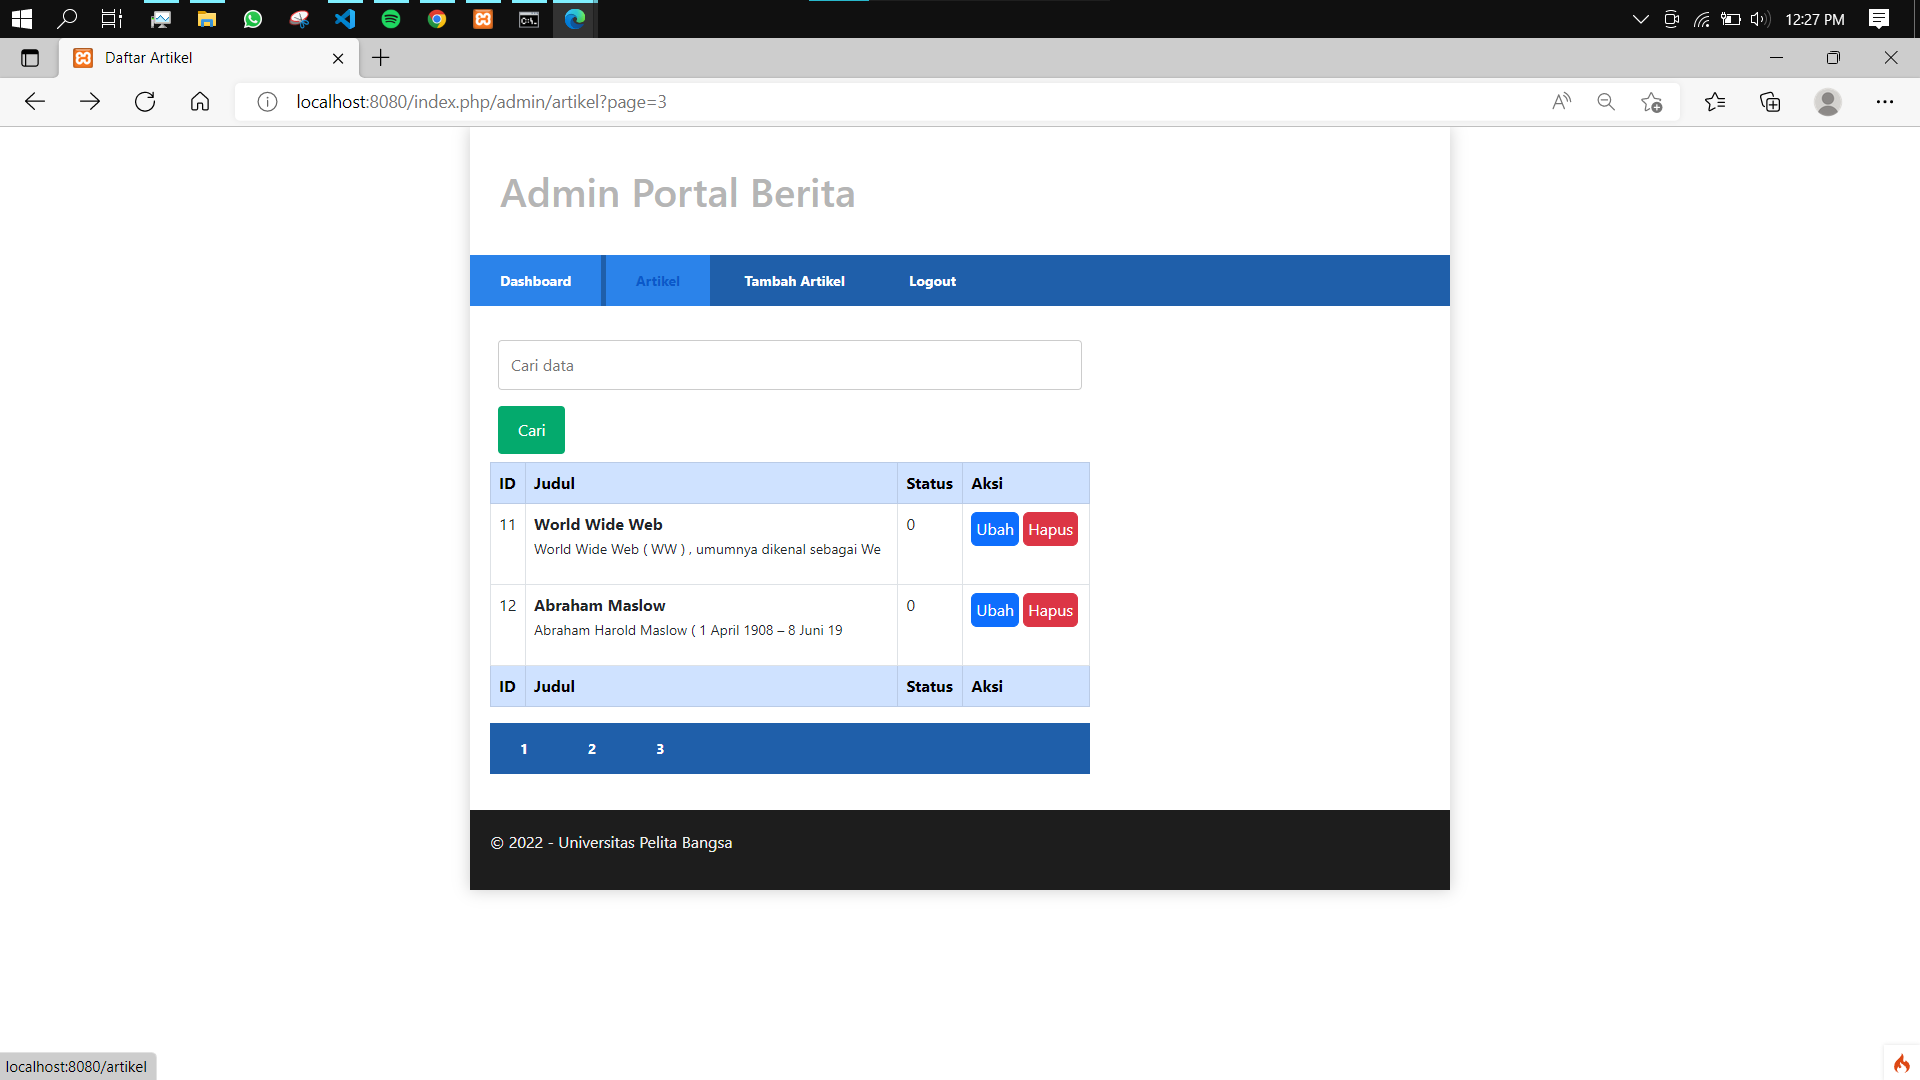 12:27 PM
Daftar Artikel
localhost:8080/index.php/admin/artikel?page=3
Admin Portal Berita
Dashboard Artikel Tambah Artikel Logout
Cari data
Cari
ID Judul Status Aksi
11 World Wide Web 0 Ubah Hapus
World Wide Web ( WW ) , umumnya dikenal sebagai We
12 Abraham Maslow 0 Ubah Hapus
Abraham Harold Maslow ( 1 April 1908 – 8 Juni 19
ID Judul Status Aksi
1 2 3
© 2022 - Universitas Pelita Bangsa
localhost:8080/artikel